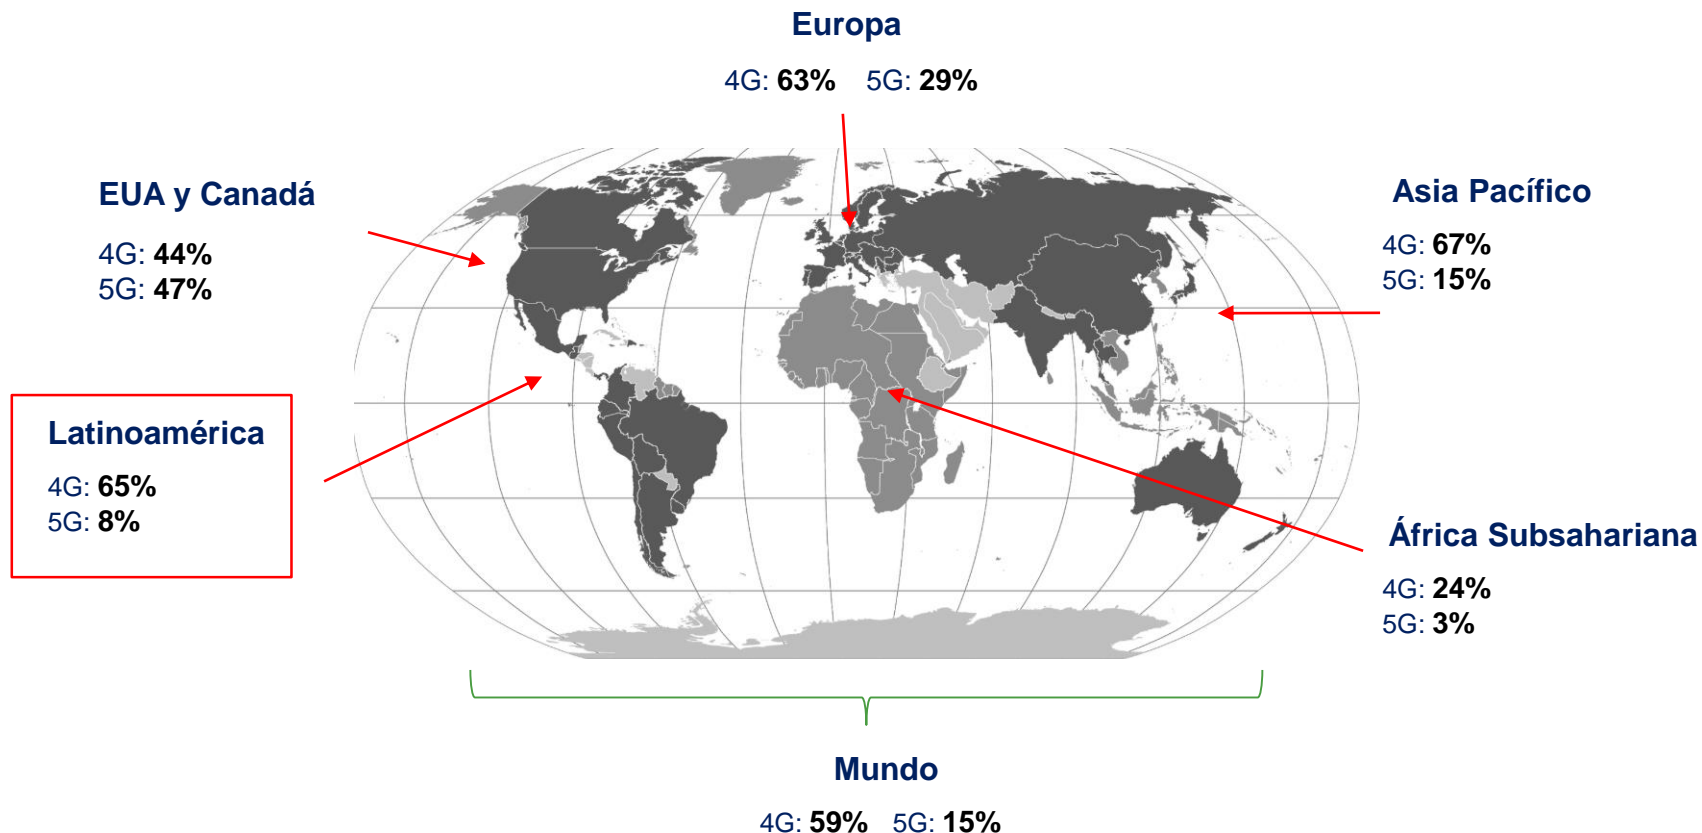 Europa
4G: 63% 5G: 29%
EUA y Canadá
4G: 44%
5G: 47%
Asia Pacífico
4G: 67%
5G: 15%
Latinoamérica
4G: 65%
5G: 8%
África Subsahariana
4G: 24%
5G: 3%
Mundo
4G: 59% 5G: 15%